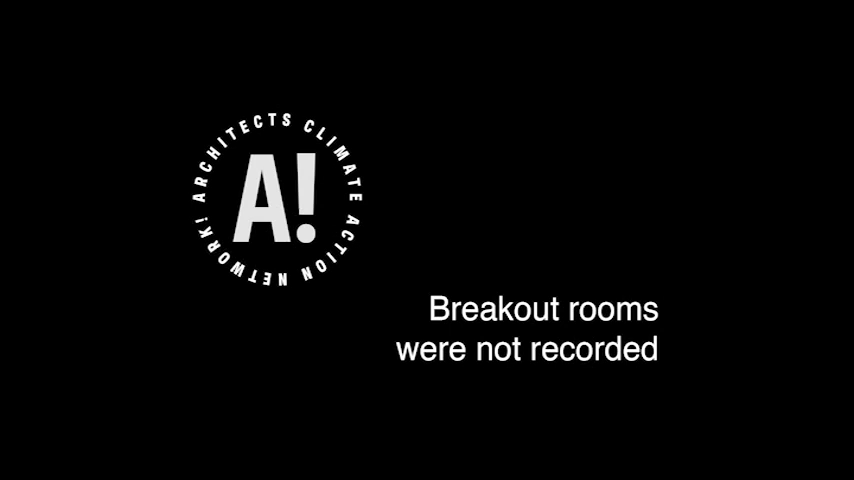 ARCHITECTS CLIMATE ACTION NETWORK!
A!
Breakout rooms
were not recorded